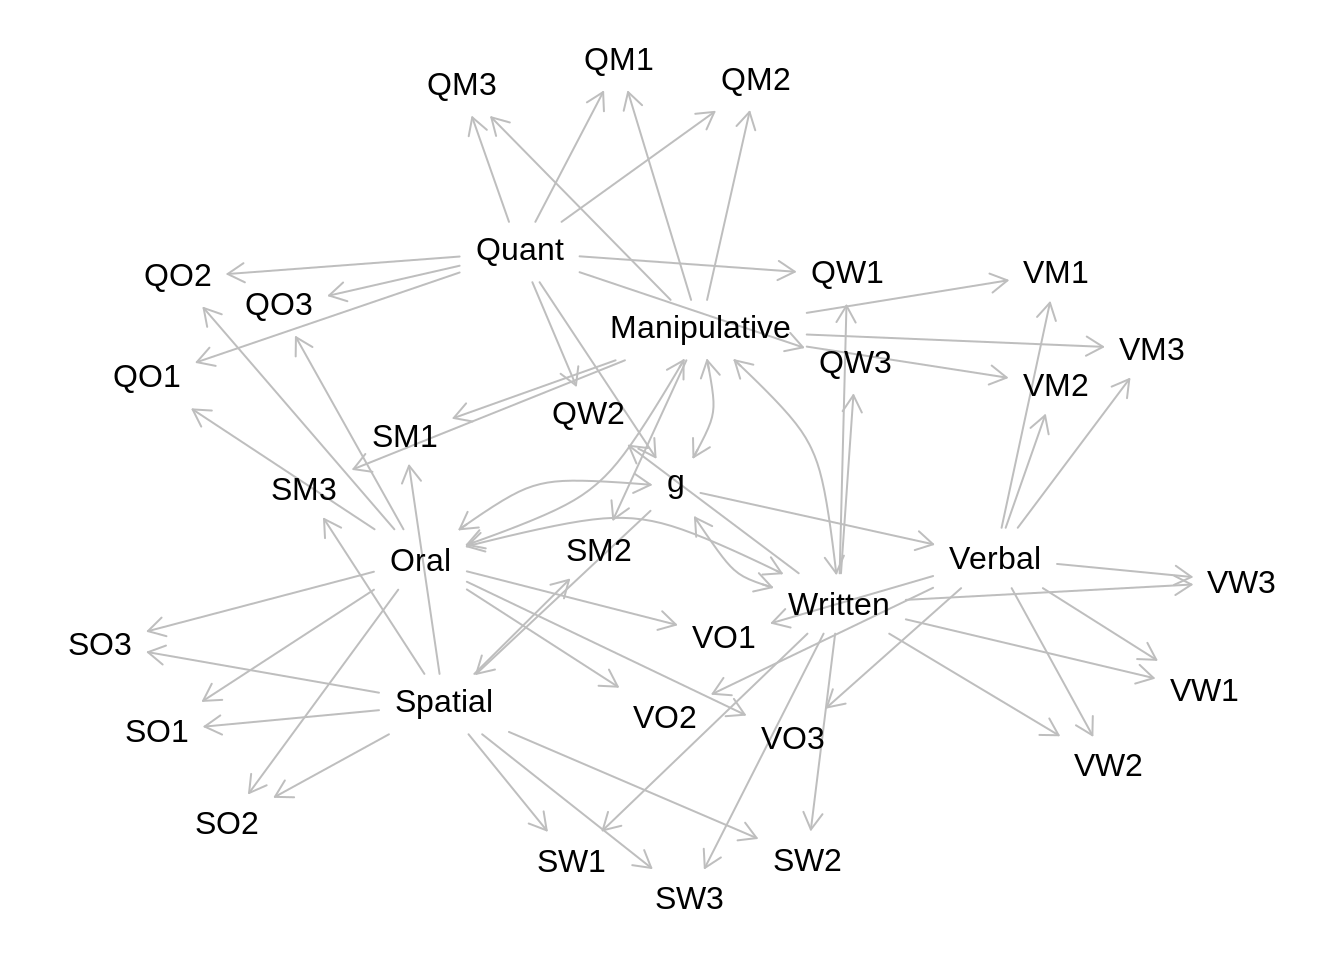 QM1
QM2
QM3
Quant
QW1
VM1
QO2
QO3
Manipulative
VM3
QW3
QO1
VM2
QW2
SM1
g
SM3
SM2
Verbal
Oral
VW3
Written
VO1
SO3
VW1
Spatial
VO2
SO1
VO3
VW2
SO2
SW2
SW1
SW3